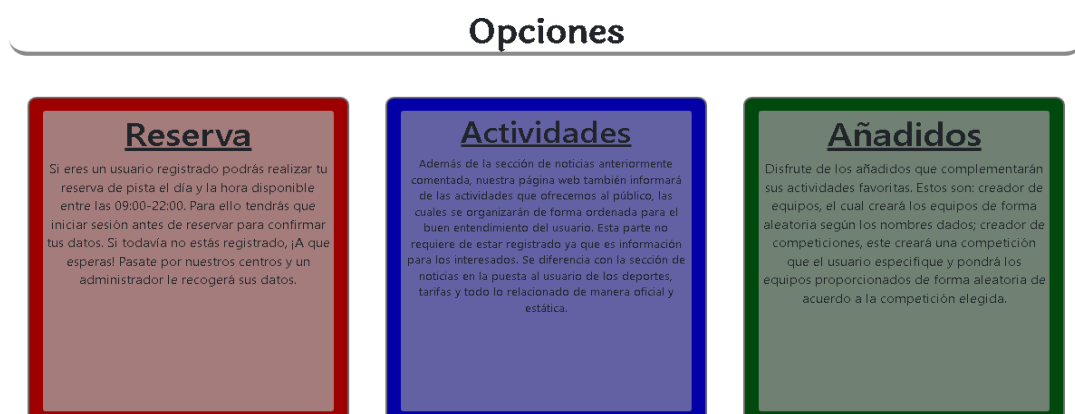 Opciones
Reserva
Si eres un usuario registrado podrás realizar tu
reserva de pista el día y la hora disponible
entre las 09:00-22:00. Para ello tendrás que
iniciar sesión antes de reservar para confirmar
tus datos. Si todavía no estás registrado, ¡A que
esperas! Pasate por nuestros centros y un
administrador le recogerá sus datos.
Actividades
Además de la sección de noticias anteriormente
comentada, nuestra página web también informará
de las actividades que ofrecemos al público, las
cuales se organizarán de forma ordenada para el
buen entendimiento del usuario. Esta parte no
requiere de estar registrado ya que es información
para los interesados. Se diferencia con la sección de
noticias en la puesta al usuario de los deportes,
tarifas y todo lo relacionado de manera oficial y
estática.
Añadidos
Disfrute de los añadidos que complementarán
sus actividades favoritas. Estos son: creador de
equipos, el cual creará los equipos de forma
aleatoria según los nombres dados; creador de
competiciones, este creará una competición
que el usuario especifique y pondrá los
equipos proporcionados de forma aleatoria de
acuerdo a la competición elegida.